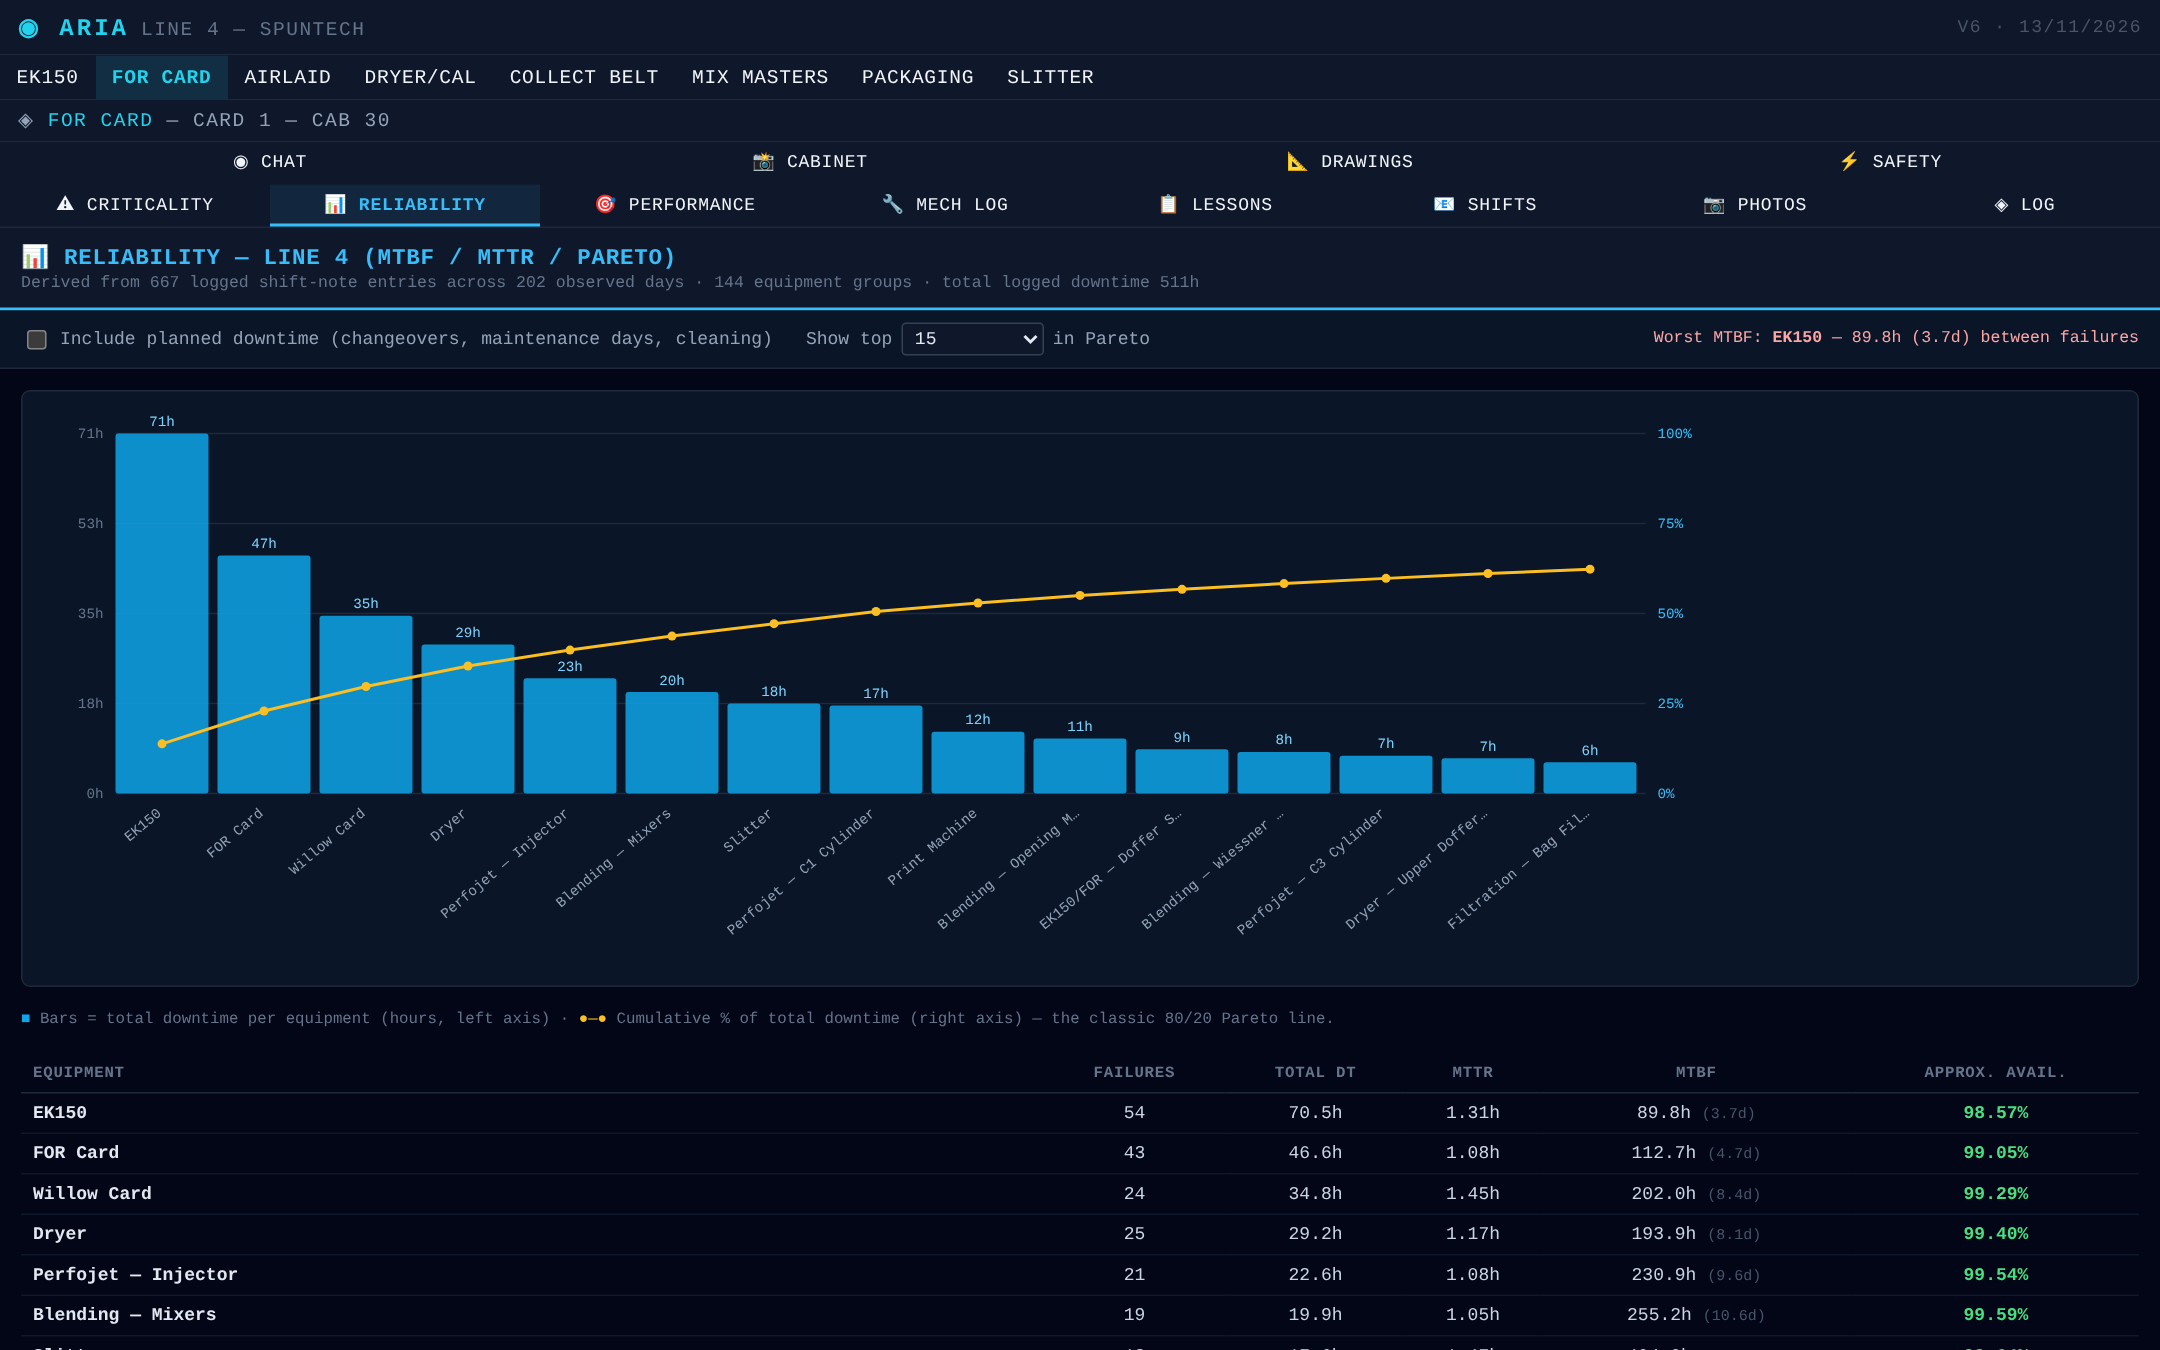 ◉ ARIA LINE 4 — SPUNTECH
V6 · 13/11/2026
EK150 FOR CARD AIRLAID DRYER/CAL COLLECT BELT MIX MASTERS PACKAGING SLITTER
◈ FOR CARD — CARD 1 — CAB 30
◉ CHAT 📸 CABINET 📐 DRAWINGS ⚡ SAFETY
⚠ CRITICALITY 📊 RELIABILITY 🎯 PERFORMANCE 🔧 MECH LOG 📋 LESSONS 📧 SHIFTS 📷 PHOTOS ◈ LOG
📊 RELIABILITY — LINE 4 (MTBF / MTTR / PARETO)
Derived from 667 logged shift-note entries across 202 observed days · 144 equipment groups · total logged downtime 511h
Include planned downtime (changeovers, maintenance days, cleaning) Show top 15 in Pareto
Worst MTBF: EK150 — 89.8h (3.7d) between failures
71h
53h
35h
18h
0h
71h
47h
35h
29h
23h
20h
18h
17h
12h
11h
9h
8h
7h
7h
6h
100%
75%
50%
25%
0%
EK150
FOR Card
Willow Card
Dryer
Perfojet — Injector
Blending — Mixers
Slitter
Perfojet — C1 Cylinder
Print Machine
Blending — Opening M…
EK150/FOR — Doffer S…
Blending — Wiessner …
Perfojet — C3 Cylinder
Dryer — Upper Doffer…
Filtration — Bag Fil…
■ Bars = total downtime per equipment (hours, left axis) · ●—● Cumulative % of total downtime (right axis) — the classic 80/20 Pareto line.
EQUIPMENT FAILURES TOTAL DT MTTR MTBF APPROX. AVAIL.
EK150 54 70.5h 1.31h 89.8h (3.7d) 98.57%
FOR Card 43 46.6h 1.08h 112.7h (4.7d) 99.05%
Willow Card 24 34.8h 1.45h 202.0h (8.4d) 99.29%
Dryer 25 29.2h 1.17h 193.9h (8.1d) 99.40%
Perfojet — Injector 21 22.6h 1.08h 230.9h (9.6d) 99.54%
Blending — Mixers 19 19.9h 1.05h 255.2h (10.6d) 99.59%